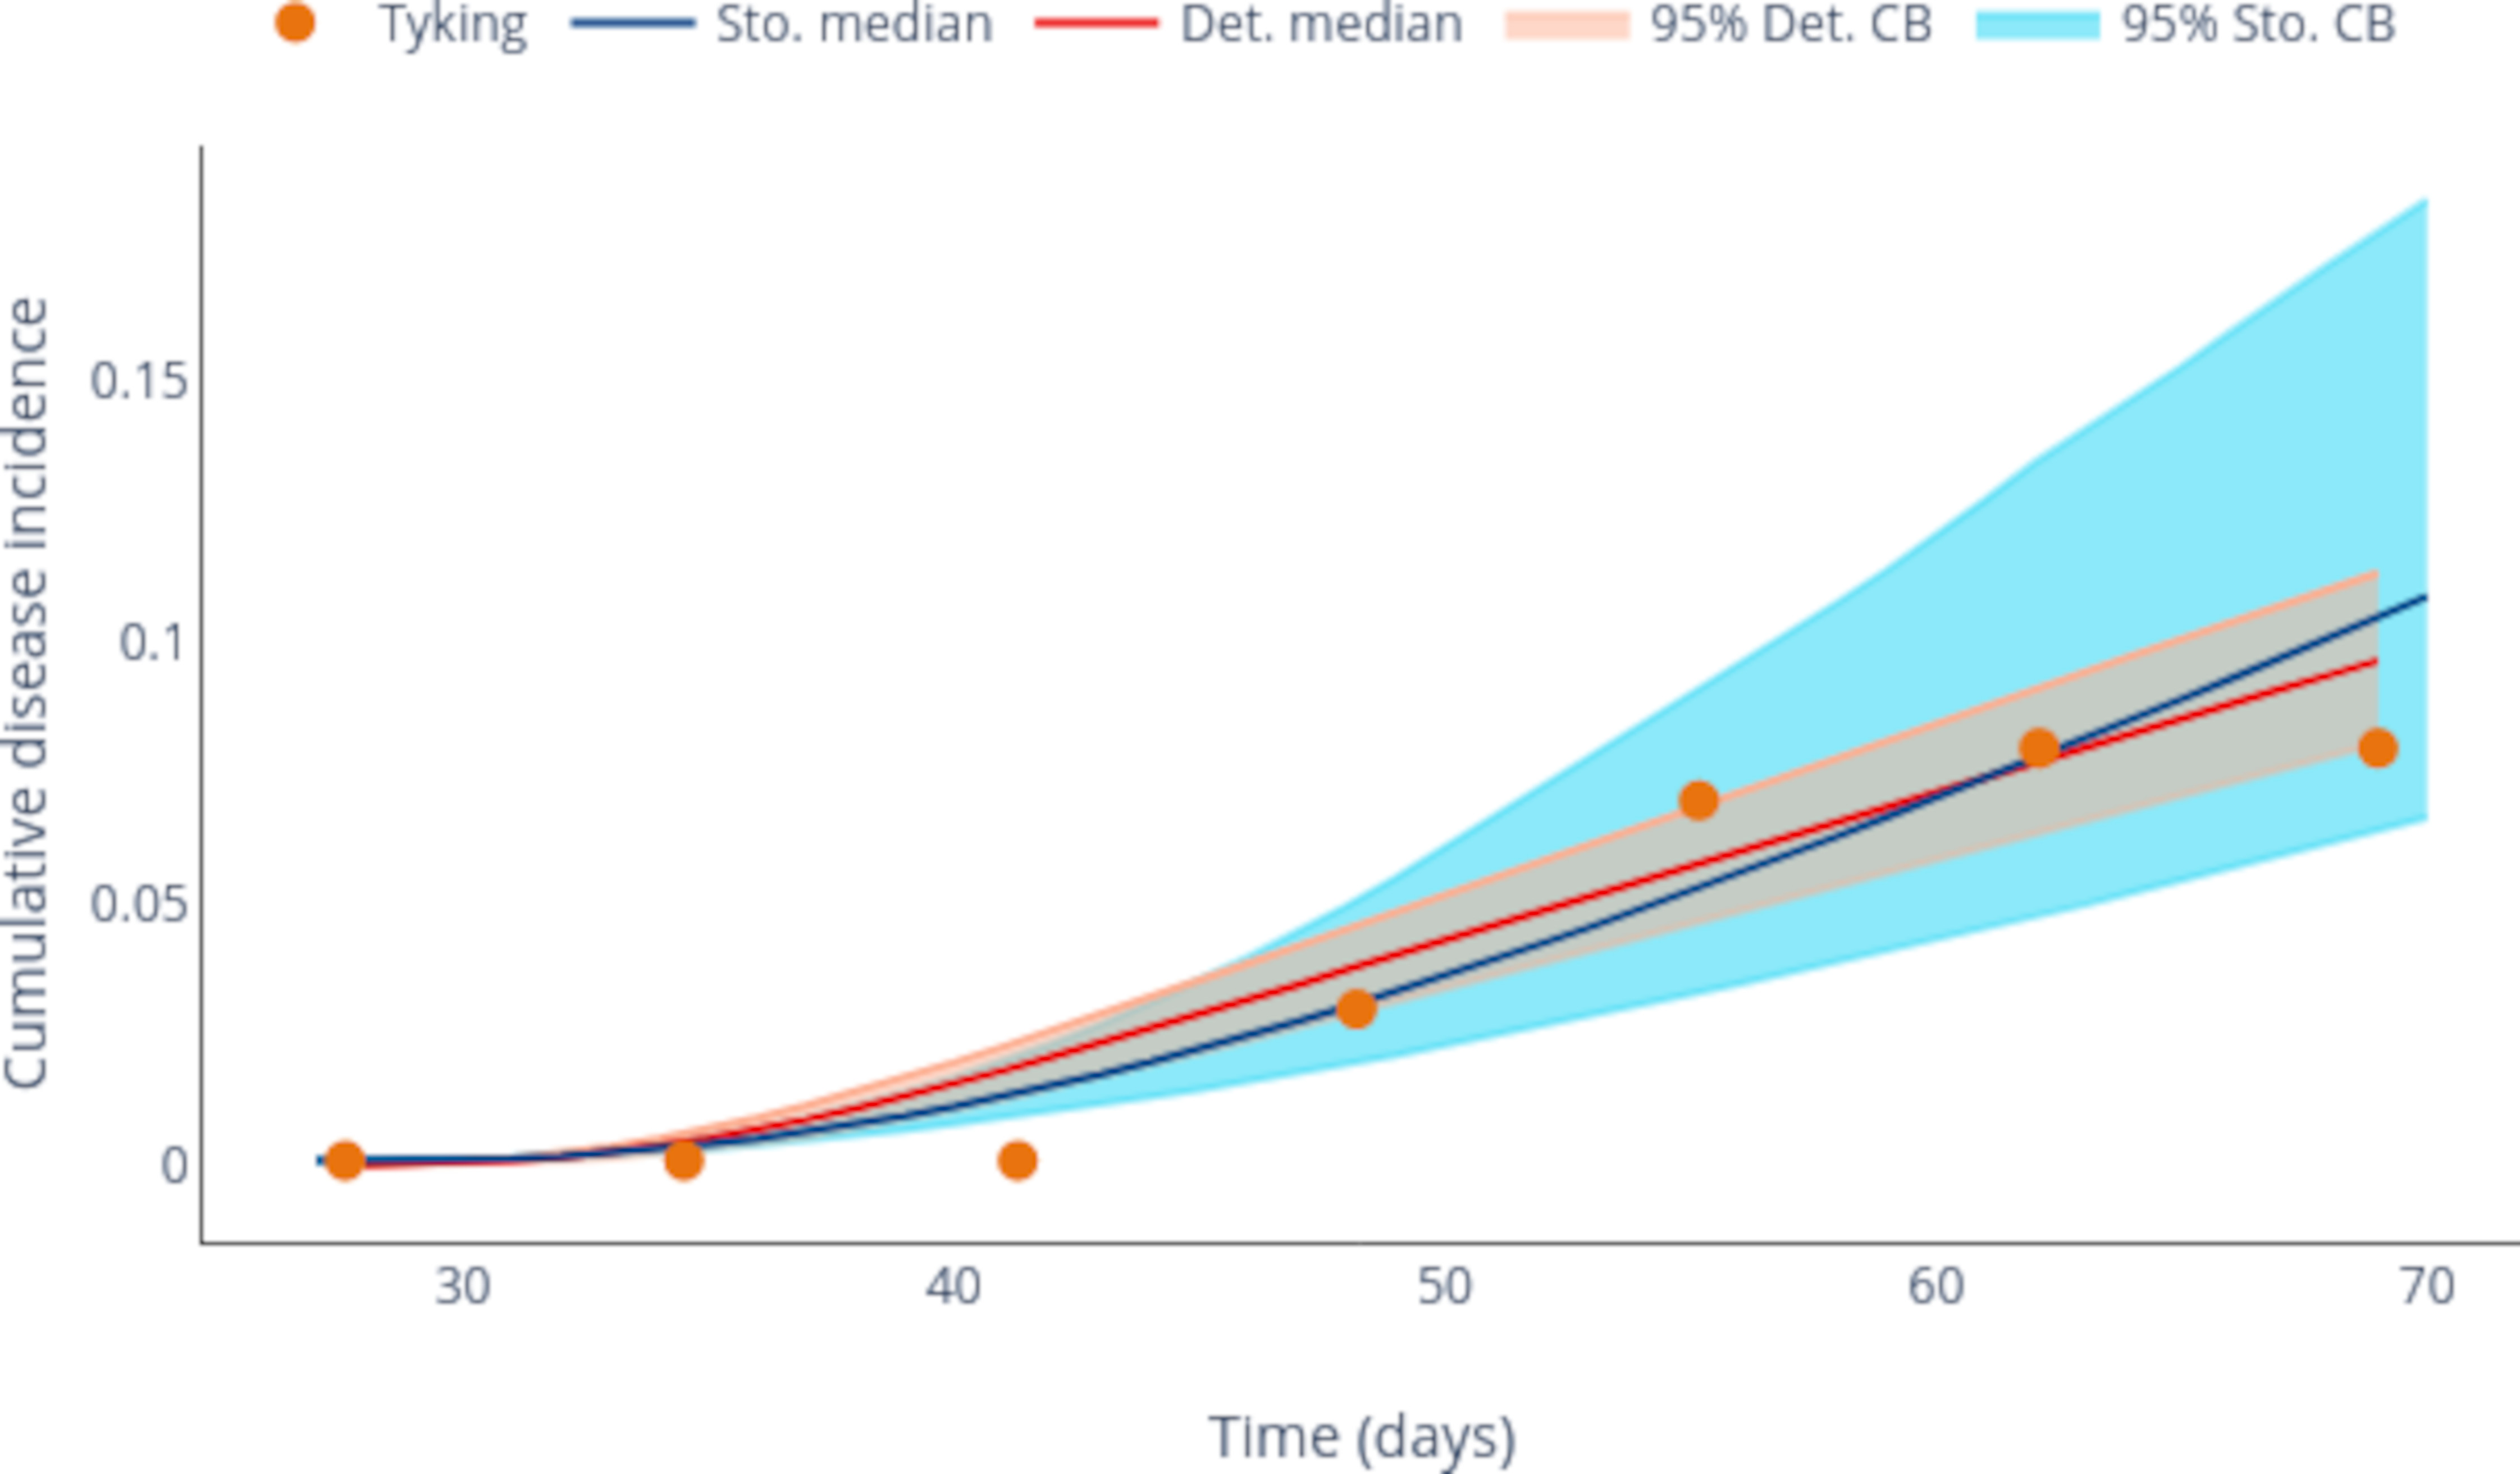 Tyking Sto. median Det. median 95% Det. CB 95% Sto. CB
Cumulative disease incidence
0.15
0.1
0.05
0
30 40 50 60 70
Time (days)